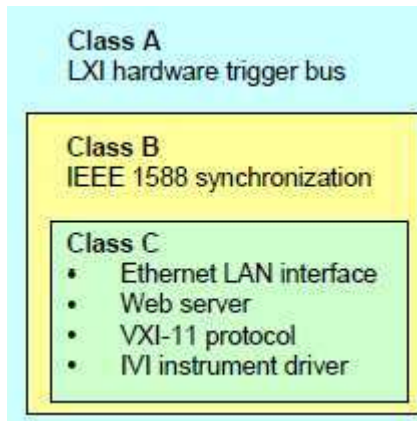 Class A
LXI hardware trigger bus
Class B
IEEE 1588 synchronization
Class C
• Ethernet LAN interface
• Web server
• VXI-11 protocol
• IVI instrument driver